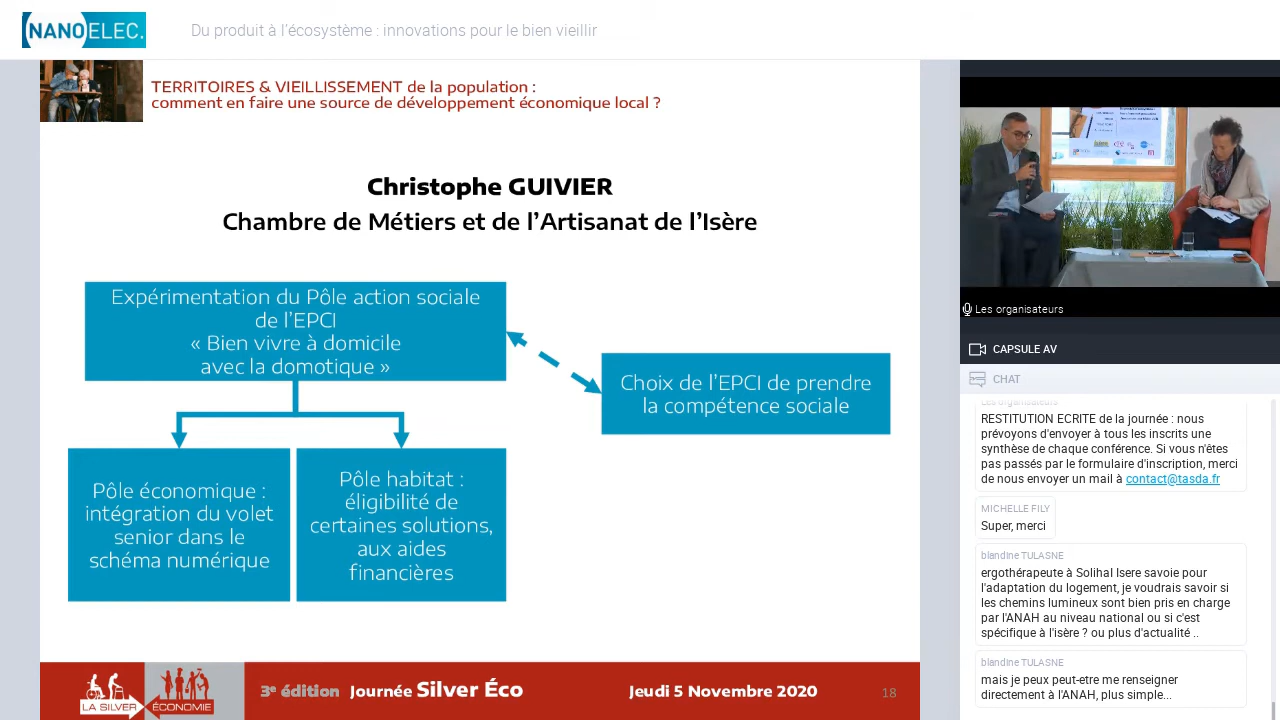 NANOELEC.
Du produit à l'écosystème : innovations pour le bien vieillir
TERRITOIRES & VIEILLISSEMENT de la population :
comment en faire une source de développement économique local ?
Christophe GUIVIER
Chambre de Métiers et de l'Artisanat de l'Isère
Expérimentation du Pôle action sociale
de l'EPCI
« Bien vivre à domicile
avec la domotique »
Choix de l'EPCI de prendre
la compétence sociale
Pôle économique :
intégration du volet
senior dans le
schéma numérique
Pôle habitat :
éligibilité de
certaines solutions,
aux aides
financières
LA SILVER ÉCONOMIE
3e édition Journée Silver Éco
Jeudi 5 Novembre 2020
18
Les organisateurs
CAPSULE AV
CHAT
Les organisateurs
RESTITUTION ECRITE de la journée : nous
prévoyons d'envoyer à tous les inscrits une
synthèse de chaque conférence. Si vous n'êtes
pas passés par le formulaire d'inscription, merci
de nous envoyer un mail à contact@tasda.fr
MICHELLE FILY
Super, merci
blandine TULASNE
ergothérapeute à Solihal Isere savoie pour
l'adaptation du logement, je voudrais savoir si
les chemins lumineux sont bien pris en charge
par l'ANAH au niveau national ou si c'est
spécifique à l'isère ? ou plus d'actualité ..
blandine TULASNE
mais je peux peut-etre me renseigner
directement à l'ANAH, plus simple...